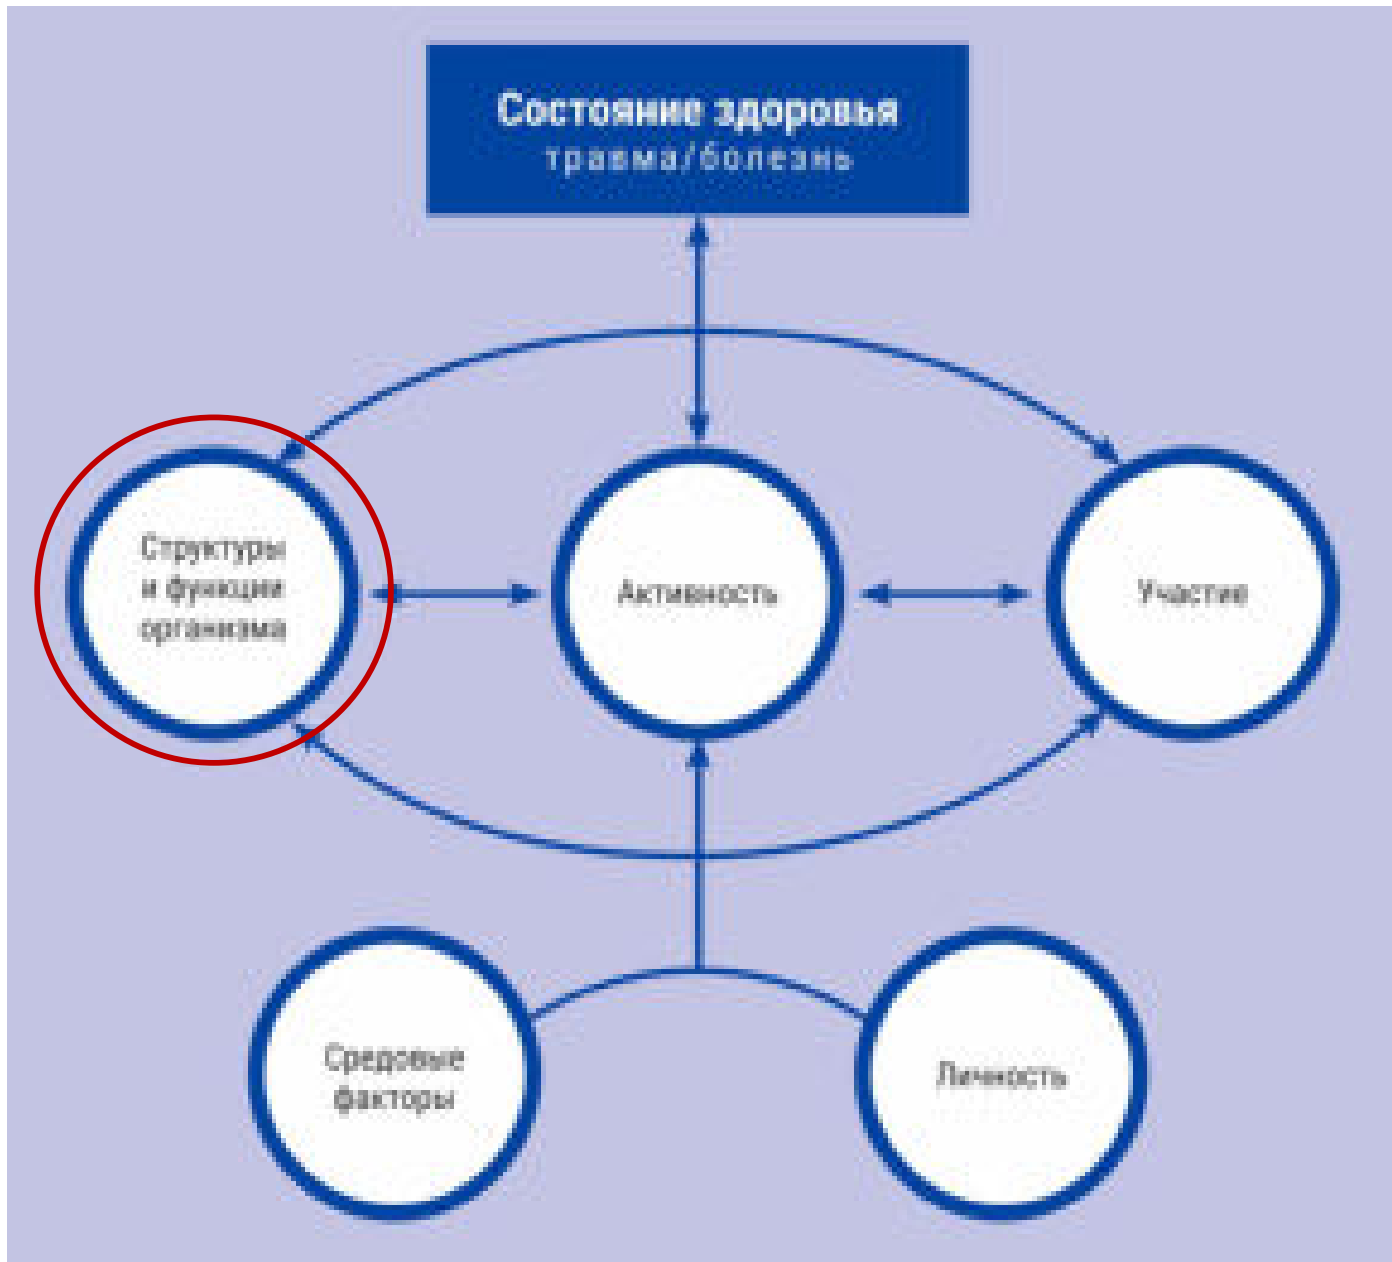 Состояние здоровья
травма/болезнь
Структуры
и функции
организма
Активность
Участие
Средовые
факторы
Личность